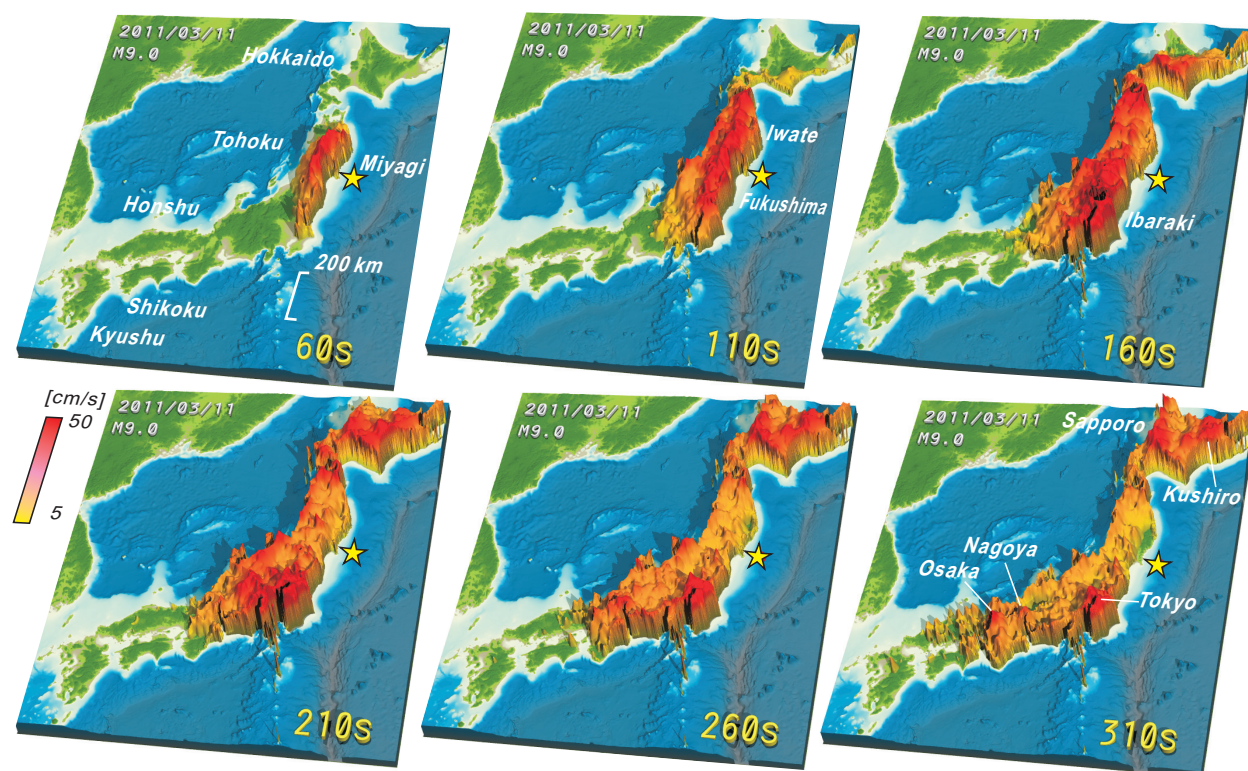 2011/03/11
M9.0
Hokkaido
Tohoku
Miyagi
Honshu
200 km
Shikoku
Kyushu
60s
2011/03/11
M9.0
Iwate
Fukushima
110s
2011/03/11
M9.0
Ibaraki
160s
[cm/s]
50
5
2011/03/11
M9.0
210s
2011/03/11
M9.0
260s
2011/03/11
M9.0
Sapporo
Kushiro
Nagoya
Osaka
Tokyo
310s